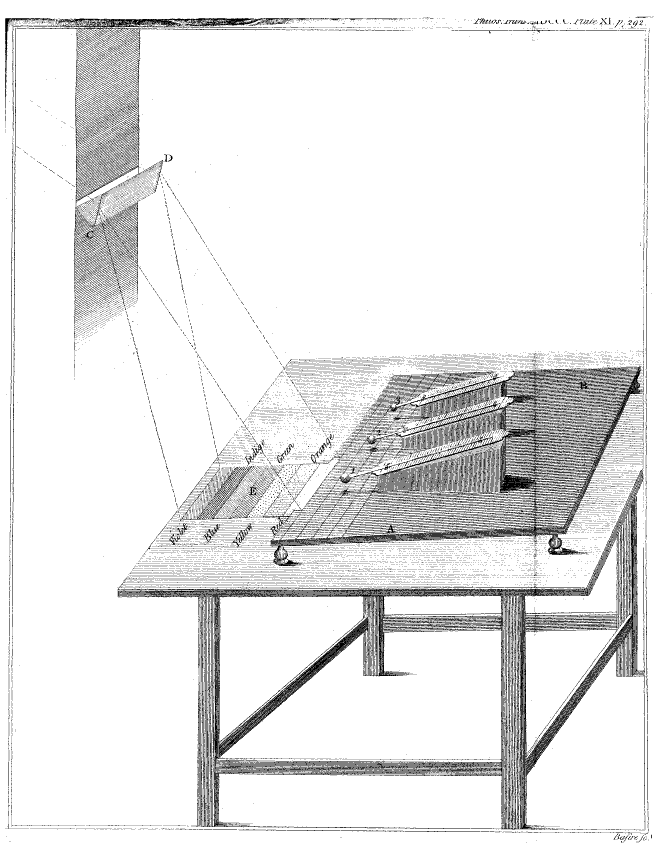 Philos. Trans. MDCCC. Plate XI. p. 292.
D
C
B
3
2
1
Indigo
Green
Orange
E
Violet
Blue
Yellow
Red
A
Basire sc.